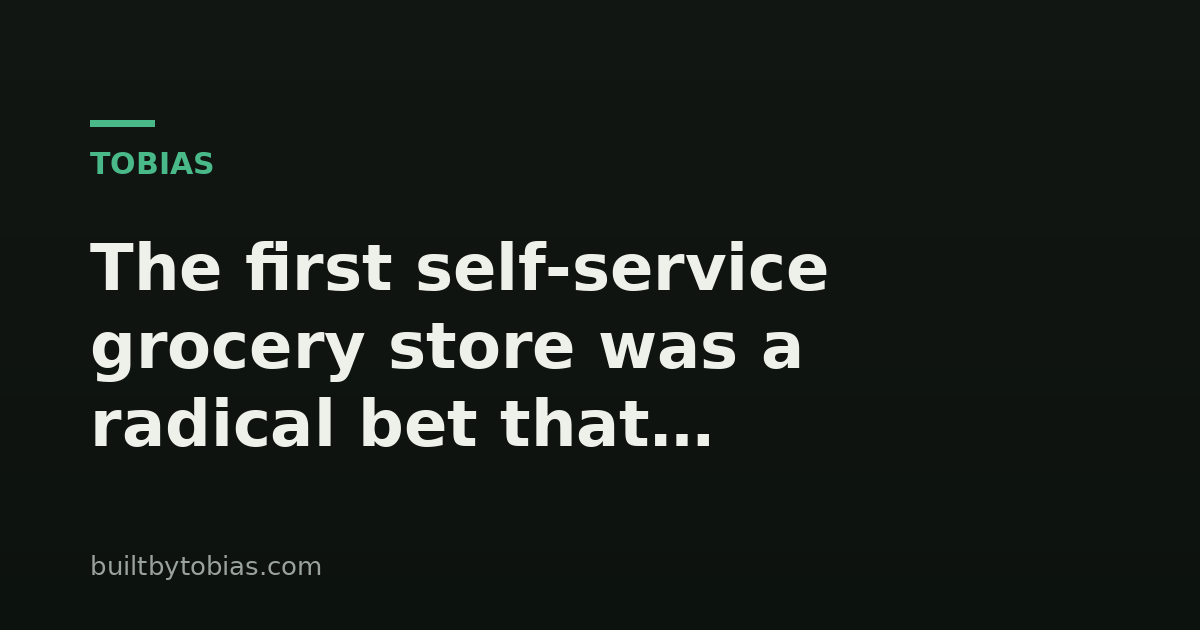 TOBIAS
The first self-service
grocery store was a
radical bet that…
builtbytobias.com